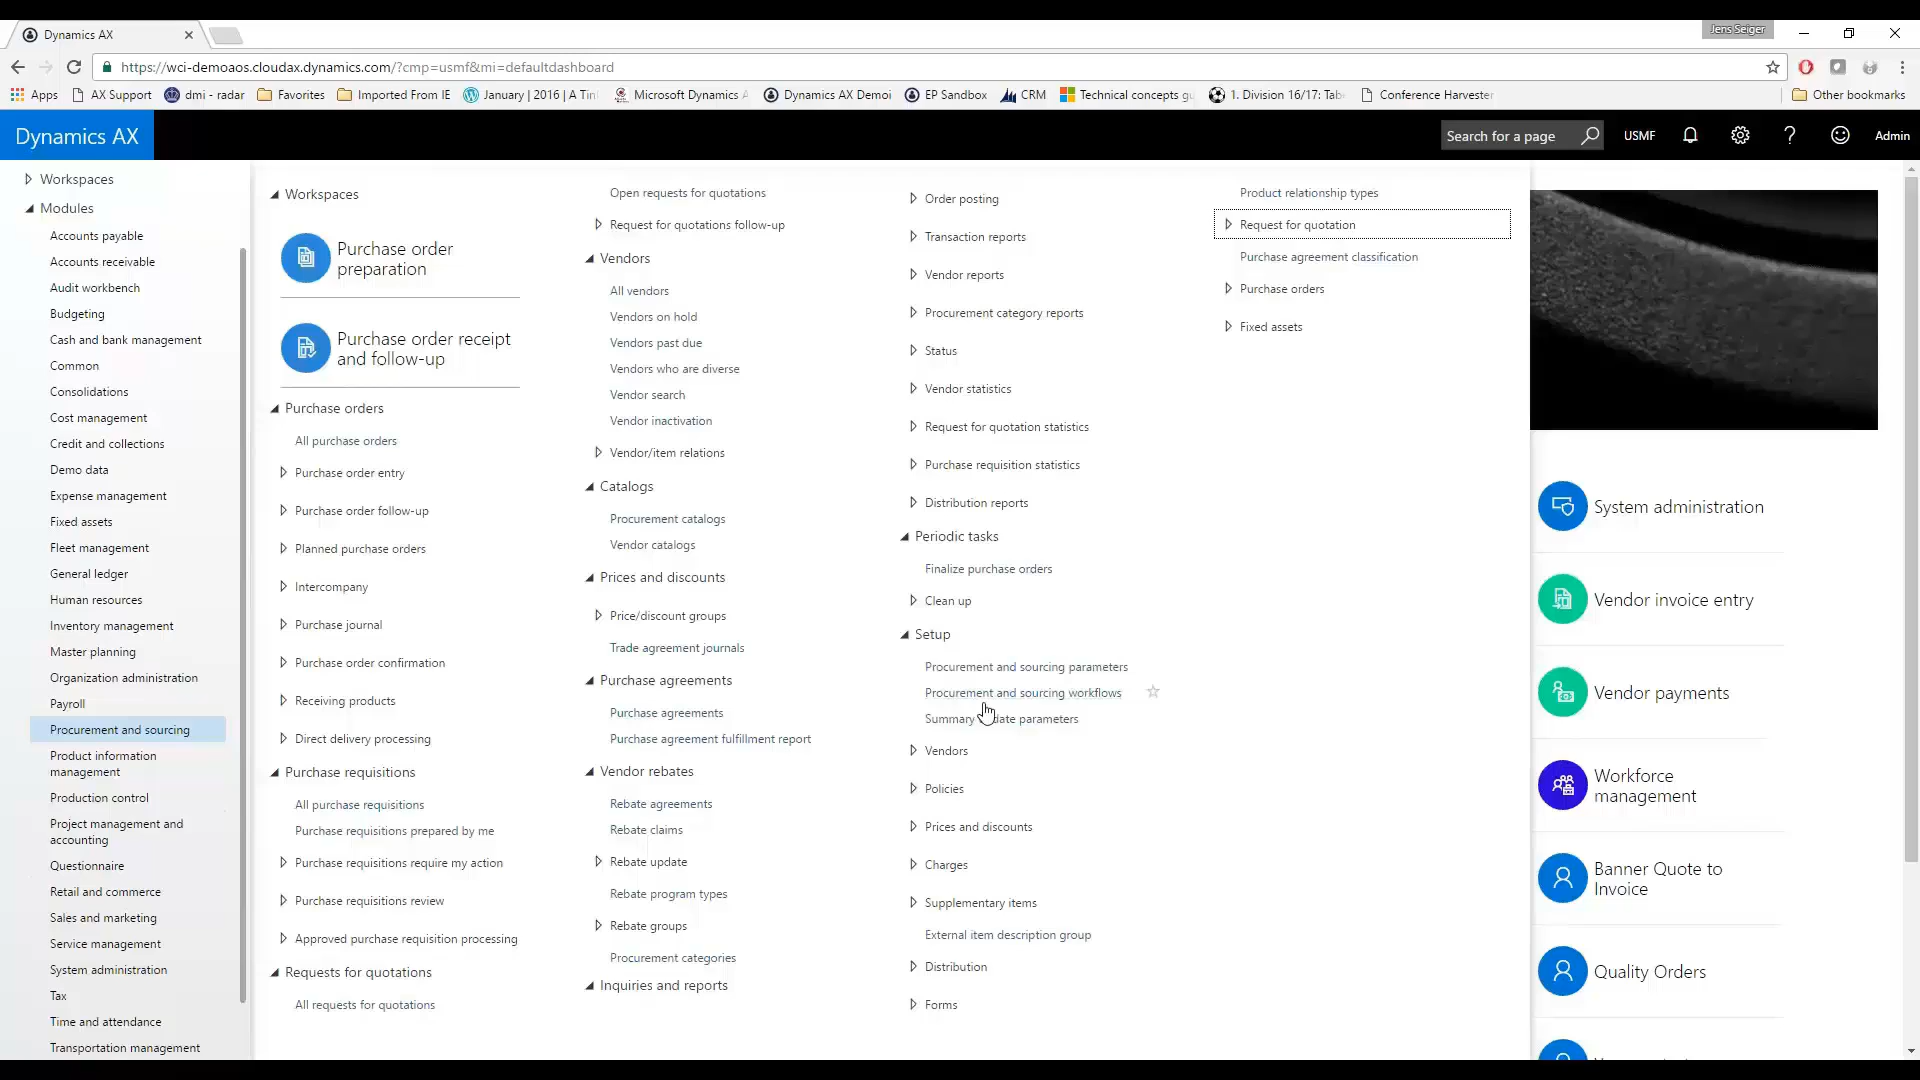 Dynamics AX
Jens Seiger
https://wci-demoaos.cloudax.dynamics.com/?cmp=usmf&mi=defaultdashboard
Apps
AX Support
dmi - radar
Favorites
Imported From IE
January | 2016 | A Tin
Microsoft Dynamics A
Dynamics AX Demoi
EP Sandbox
CRM
Technical concepts gu
1. Division 16/17: Tab
Conference Harvester
Other bookmarks
Dynamics AX
Search for a page
USMF
?
Admin
Workspaces
Modules
Accounts payable
Accounts receivable
Audit workbench
Budgeting
Cash and bank management
Common
Consolidations
Cost management
Credit and collections
Demo data
Expense management
Fixed assets
Fleet management
General ledger
Human resources
Inventory management
Master planning
Organization administration
Payroll
Procurement and sourcing
Product information
management
Production control
Project management and
accounting
Questionnaire
Retail and commerce
Sales and marketing
Service management
System administration
Tax
Time and attendance
Transportation management
Workspaces
Purchase order
preparation
Purchase order receipt
and follow-up
Purchase orders
All purchase orders
Purchase order entry
Purchase order follow-up
Planned purchase orders
Intercompany
Purchase journal
Purchase order confirmation
Receiving products
Direct delivery processing
Purchase requisitions
All purchase requisitions
Purchase requisitions prepared by me
Purchase requisitions require my action
Purchase requisitions review
Approved purchase requisition processing
Requests for quotations
All requests for quotations
Open requests for quotations
Request for quotations follow-up
Vendors
All vendors
Vendors on hold
Vendors past due
Vendors who are diverse
Vendor search
Vendor inactivation
Vendor/item relations
Catalogs
Procurement catalogs
Vendor catalogs
Prices and discounts
Price/discount groups
Trade agreement journals
Purchase agreements
Purchase agreements
Purchase agreement fulfillment report
Vendor rebates
Rebate agreements
Rebate claims
Rebate update
Rebate program types
Rebate groups
Procurement categories
Inquiries and reports
Order posting
Transaction reports
Vendor reports
Procurement category reports
Status
Vendor statistics
Request for quotation statistics
Purchase requisition statistics
Distribution reports
Periodic tasks
Finalize purchase orders
Clean up
Setup
Procurement and sourcing parameters
Procurement and sourcing workflows
Summary date parameters
Vendors
Policies
Prices and discounts
Charges
Supplementary items
External item description group
Distribution
Forms
Product relationship types
Request for quotation
Purchase agreement classification
Purchase orders
Fixed assets
System administration
Vendor invoice entry
Vendor payments
Workforce
management
Banner Quote to
Invoice
Quality Orders